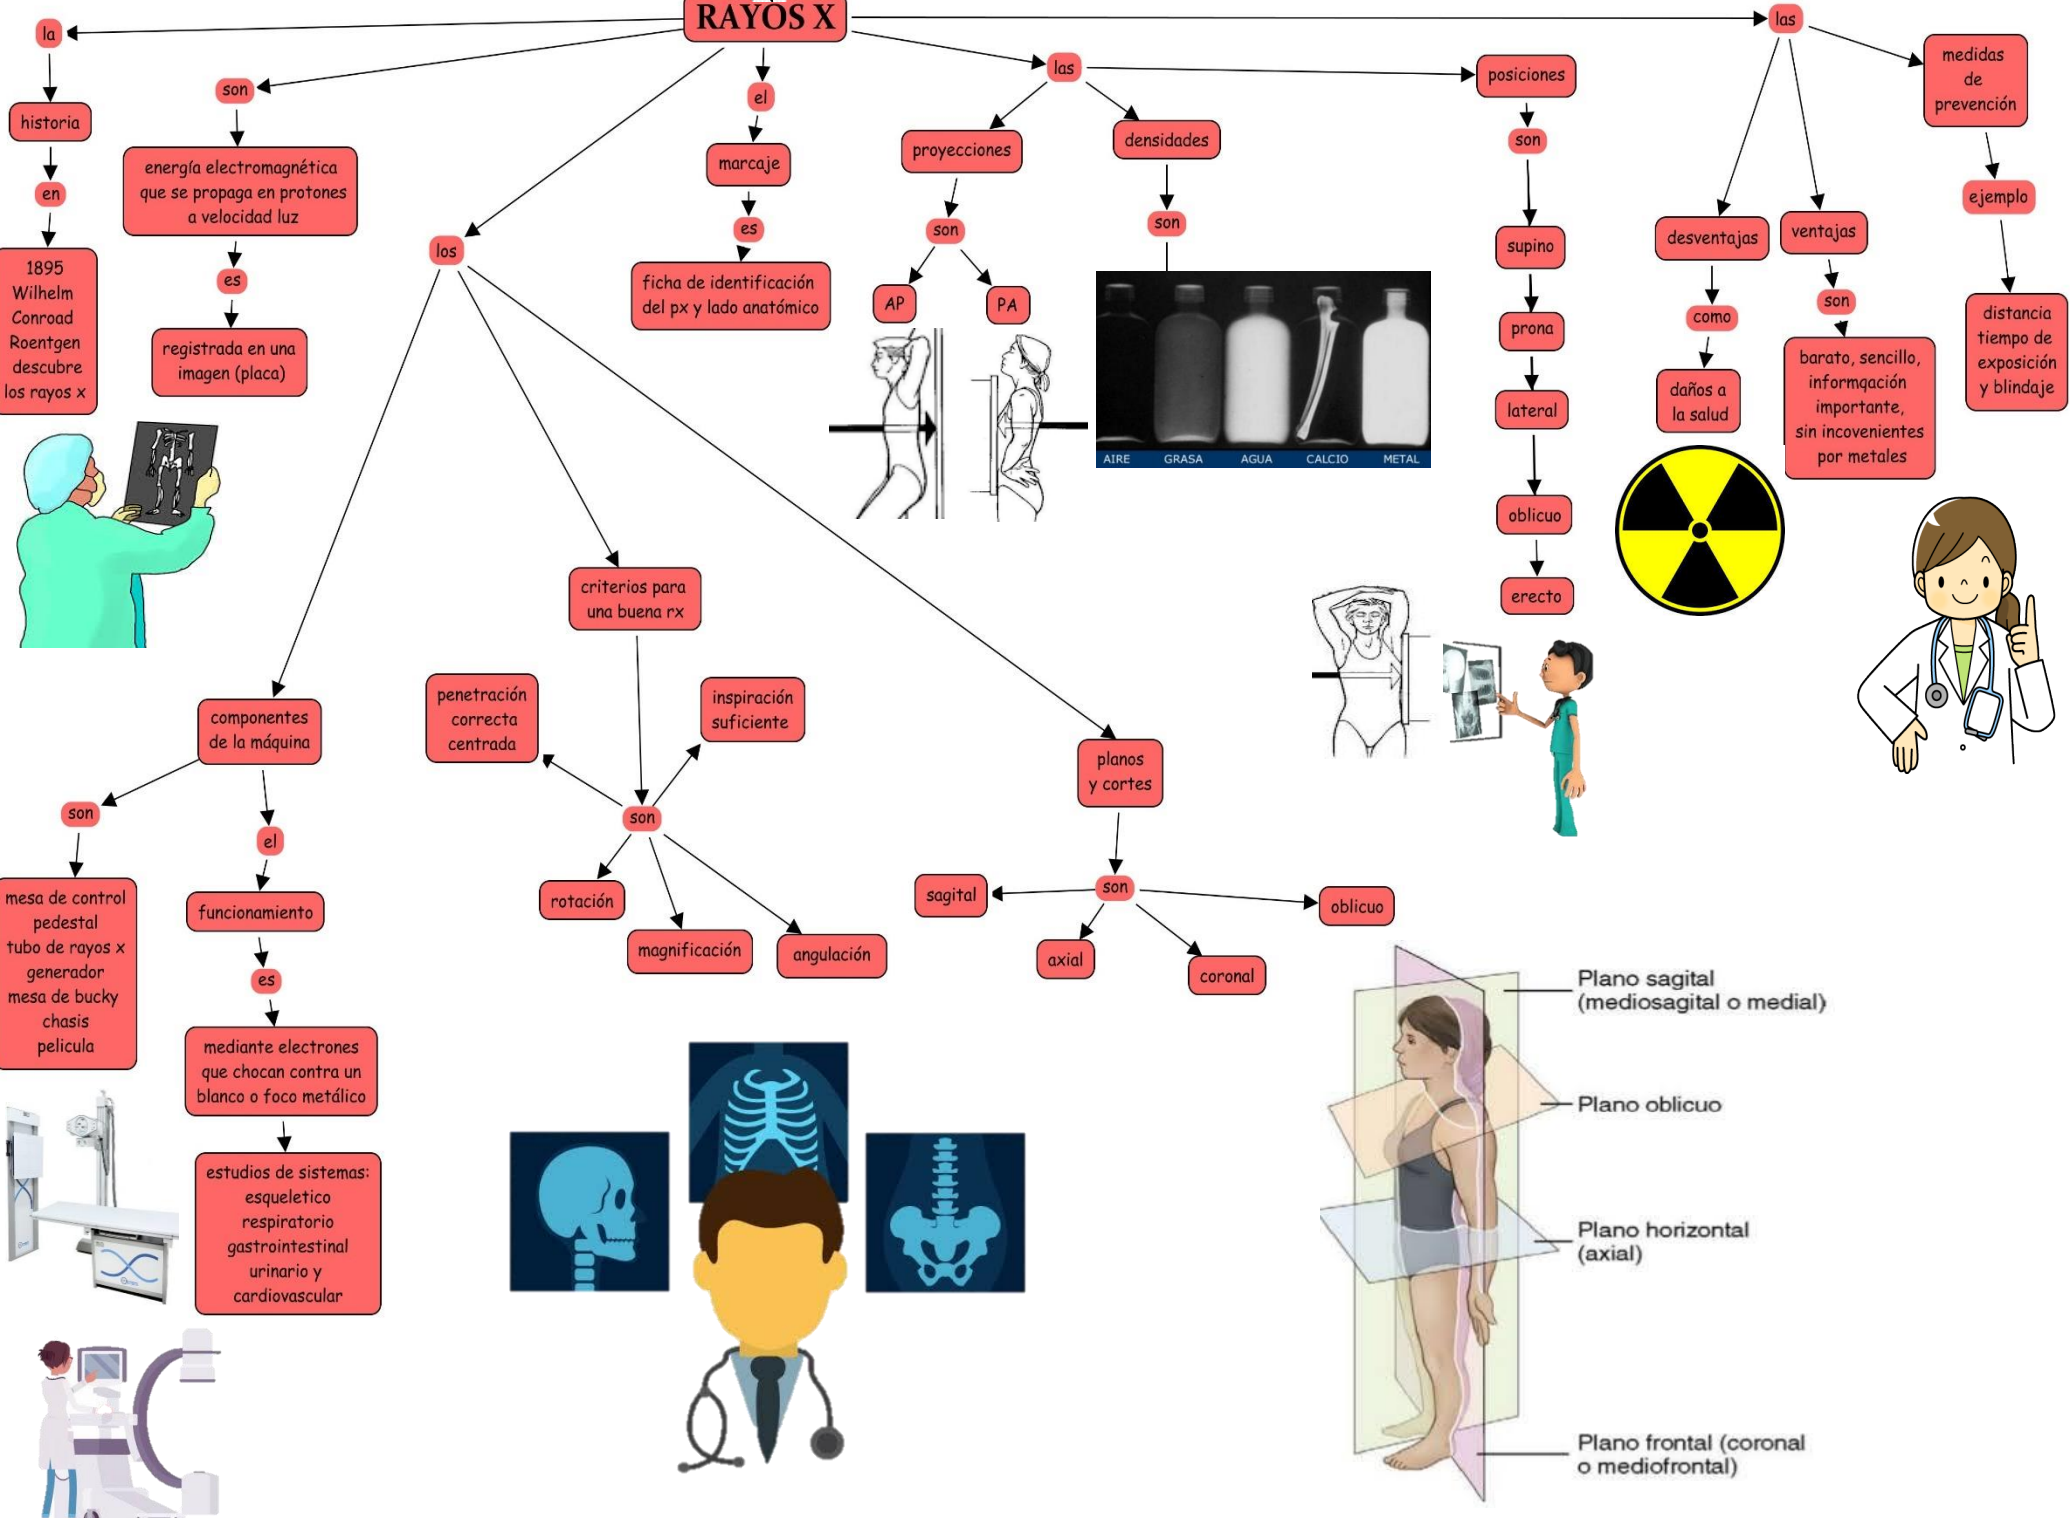 RAYOS X
la
historia
en
1895
Wilhelm
Conroad
Roentgen
descubre
los rayos x
son
energía electromagnética
que se propaga en protones
a velocidad luz
es
registrada en una
imagen (placa)
los
componentes
de la máquina
son
mesa de control
pedestal
tubo de rayos x
generador
mesa de bucky
chasis
pelicula
el
funcionamiento
es
mediante electrones
que chocan contra un
blanco o foco metálico
estudios de sistemas:
esqueletico
respiratorio
gastrointestinal
urinario y
cardiovascular
criterios para
una buena rx
son
penetración
correcta
centrada
inspiración
suficiente
rotación
magnificación
angulación
planos
y cortes
son
sagital
axial
coronal
oblicuo
Plano sagital
(mediosagital o medial)
Plano oblicuo
Plano horizontal
(axial)
Plano frontal (coronal
o mediofrontal)
el
marcaje
es
ficha de identificación
del px y lado anatómico
las
proyecciones
son
AP
PA
densidades
son
AIRE GRASA AGUA CALCIO METAL
posiciones
son
supino
prona
lateral
oblicuo
erecto
las
desventajas
como
daños a
la salud
ventajas
son
barato, sencillo,
informqación
importante,
sin incovenientes
por metales
medidas
de
prevención
ejemplo
distancia
tiempo de
exposición
y blindaje